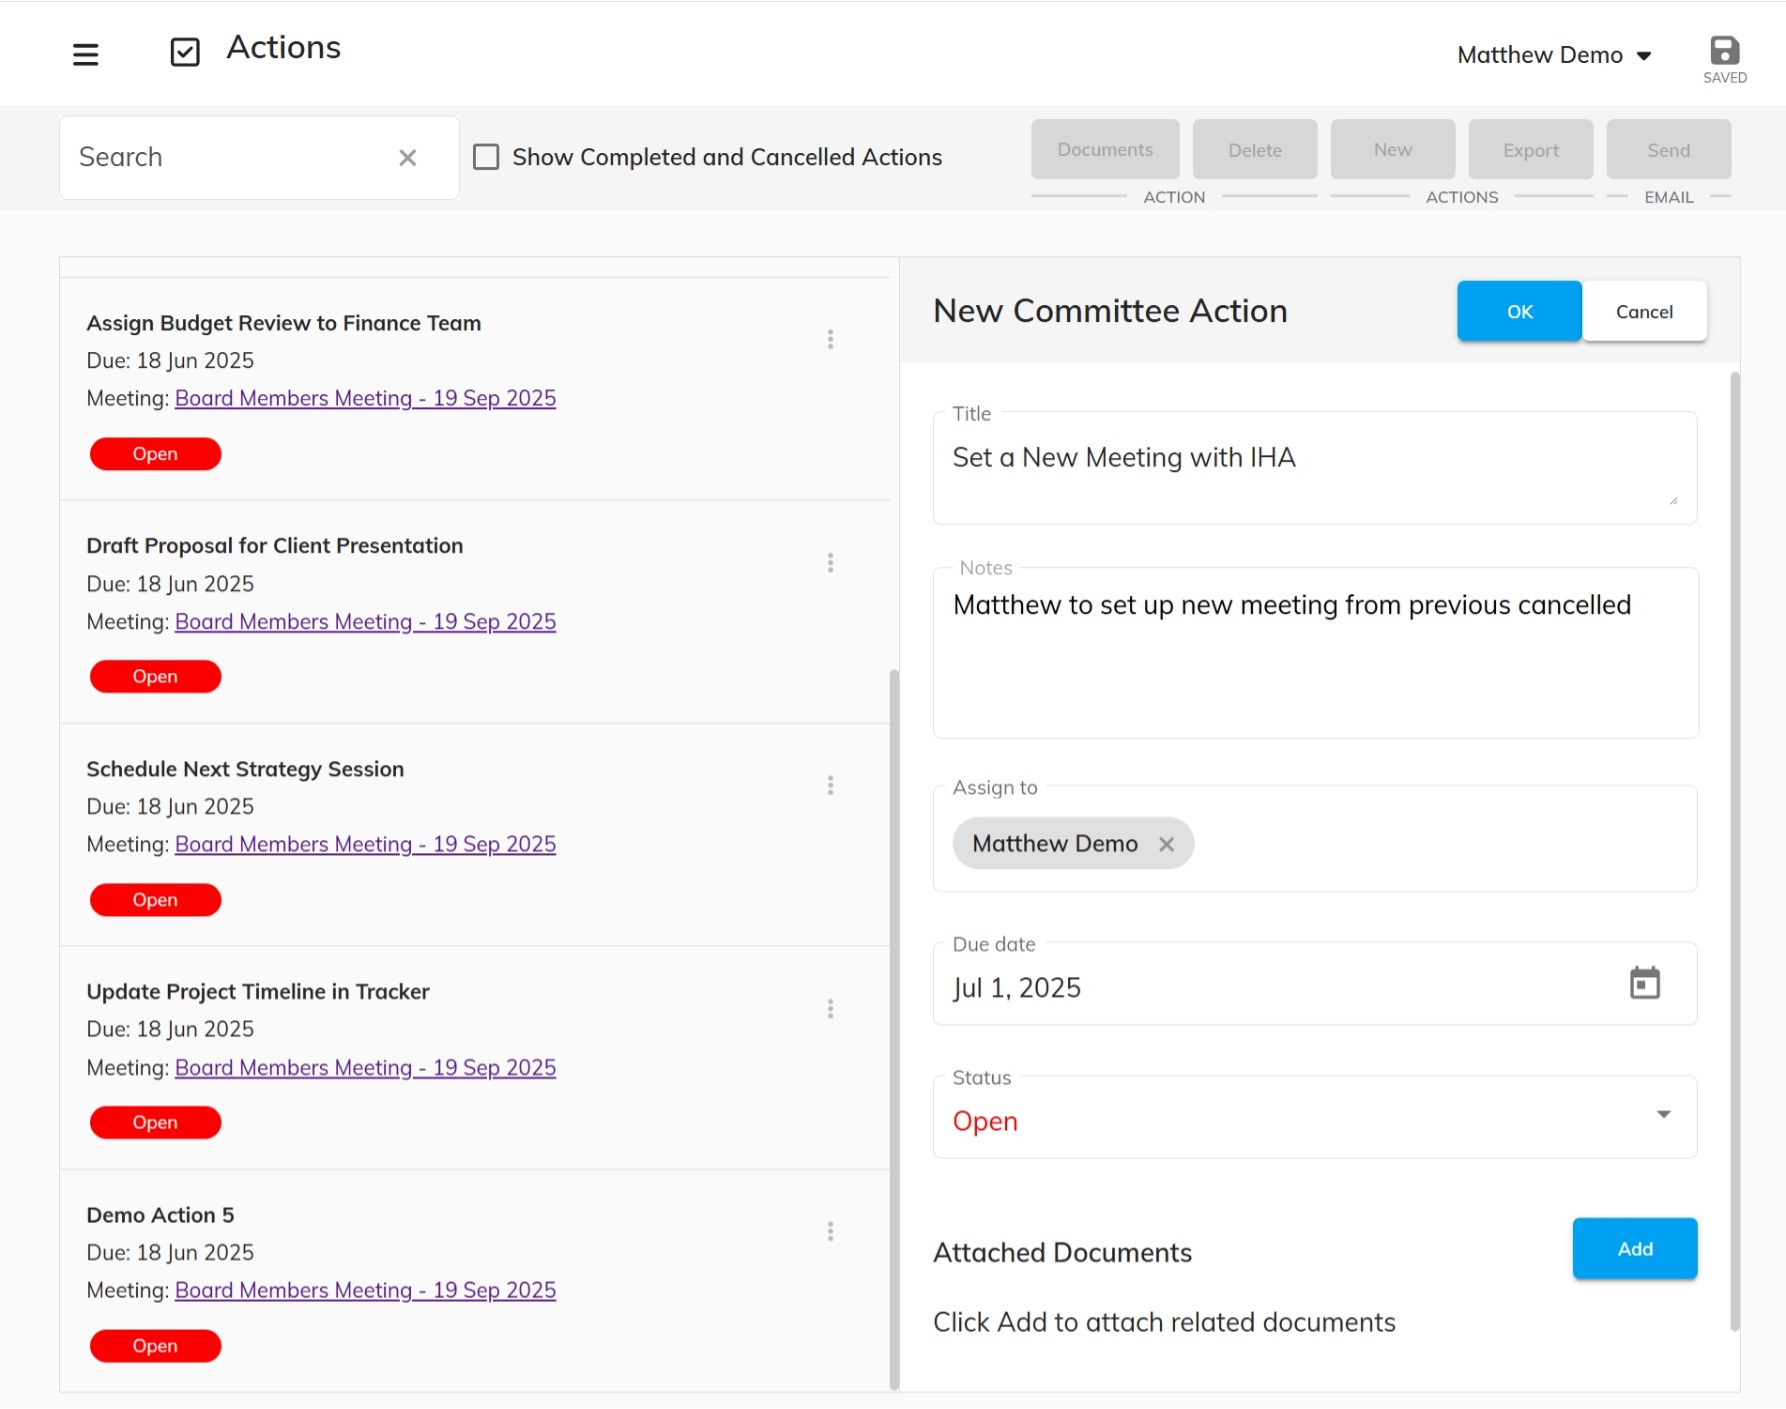 Actions
Matthew Demo
SAVED
Search
Show Completed and Cancelled Actions
Documents
Delete
New
Export
Send
ACTION
ACTIONS
EMAIL
Assign Budget Review to Finance Team
Due: 18 Jun 2025
Meeting: Board Members Meeting - 19 Sep 2025
Open
Draft Proposal for Client Presentation
Due: 18 Jun 2025
Meeting: Board Members Meeting - 19 Sep 2025
Open
Schedule Next Strategy Session
Due: 18 Jun 2025
Meeting: Board Members Meeting - 19 Sep 2025
Open
Update Project Timeline in Tracker
Due: 18 Jun 2025
Meeting: Board Members Meeting - 19 Sep 2025
Open
Demo Action 5
Due: 18 Jun 2025
Meeting: Board Members Meeting - 19 Sep 2025
Open
New Committee Action
OK
Cancel
Title
Set a New Meeting with IHA
Notes
Matthew to set up new meeting from previous cancelled
Assign to
Matthew Demo
Due date
Jul 1, 2025
Status
Open
Attached Documents
Add
Click Add to attach related documents